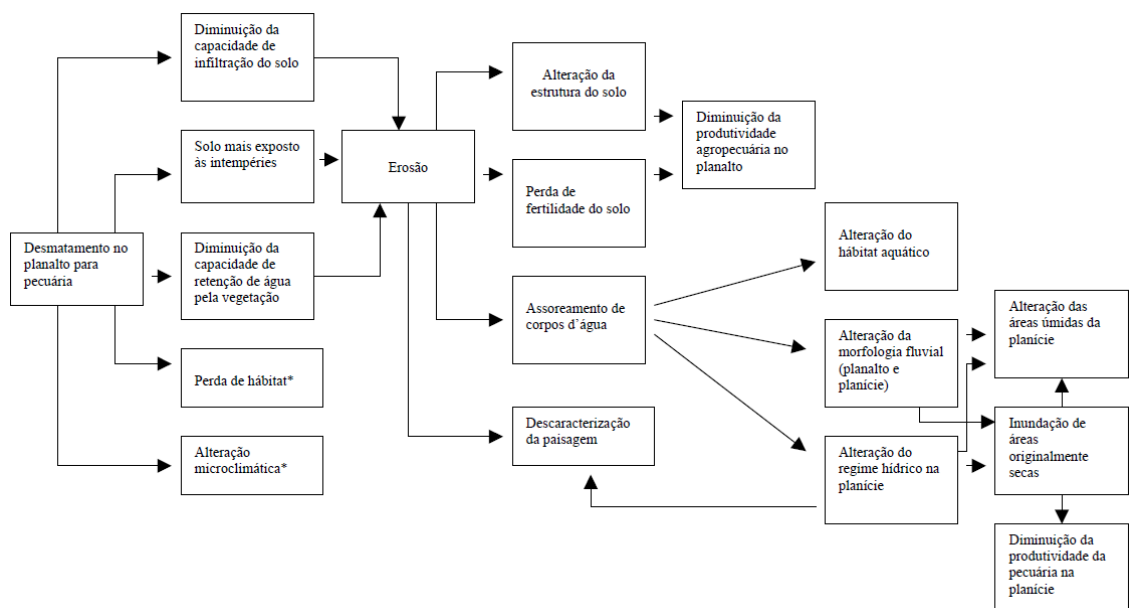 Desmatamento no
planalto para
pecuária
Diminuição da
capacidade de
infiltração do solo
Solo mais exposto
às intempéries
Diminuição da
capacidade de
retenção de água
pela vegetação
Perda de hábitat*
Alteração
microclimática*
Erosão
Alteração da
estrutura do solo
Perda de
fertilidade do solo
Assoreamento de
corpos d’água
Descaracterização
da paisagem
Diminuição da
produtividade
agropecuária no
planalto
Alteração do
hábitat aquático
Alteração da
morfologia fluvial
(planalto e
planície)
Alteração do
regime hídrico na
planície
Alteração das
áreas úmidas da
planície
Inundação de
áreas
originalmente
secas
Diminuição da
produtividade da
pecuária na
planície